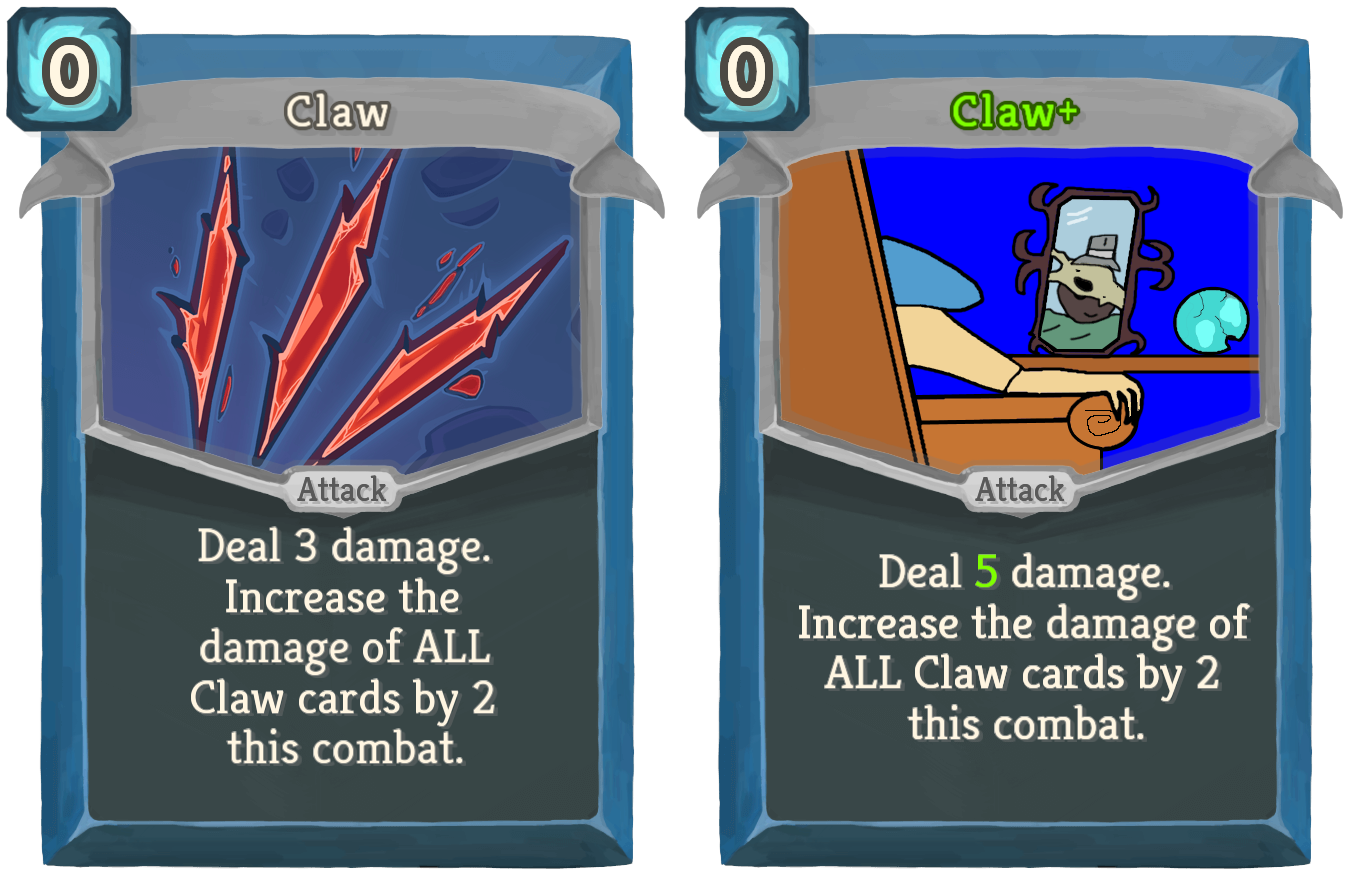 0
Claw
Attack
Deal 3 damage.
Increase the
damage of ALL
Claw cards by 2
this combat.
0
Claw+
Attack
Deal 5 damage.
Increase the damage of
ALL Claw cards by 2
this combat.